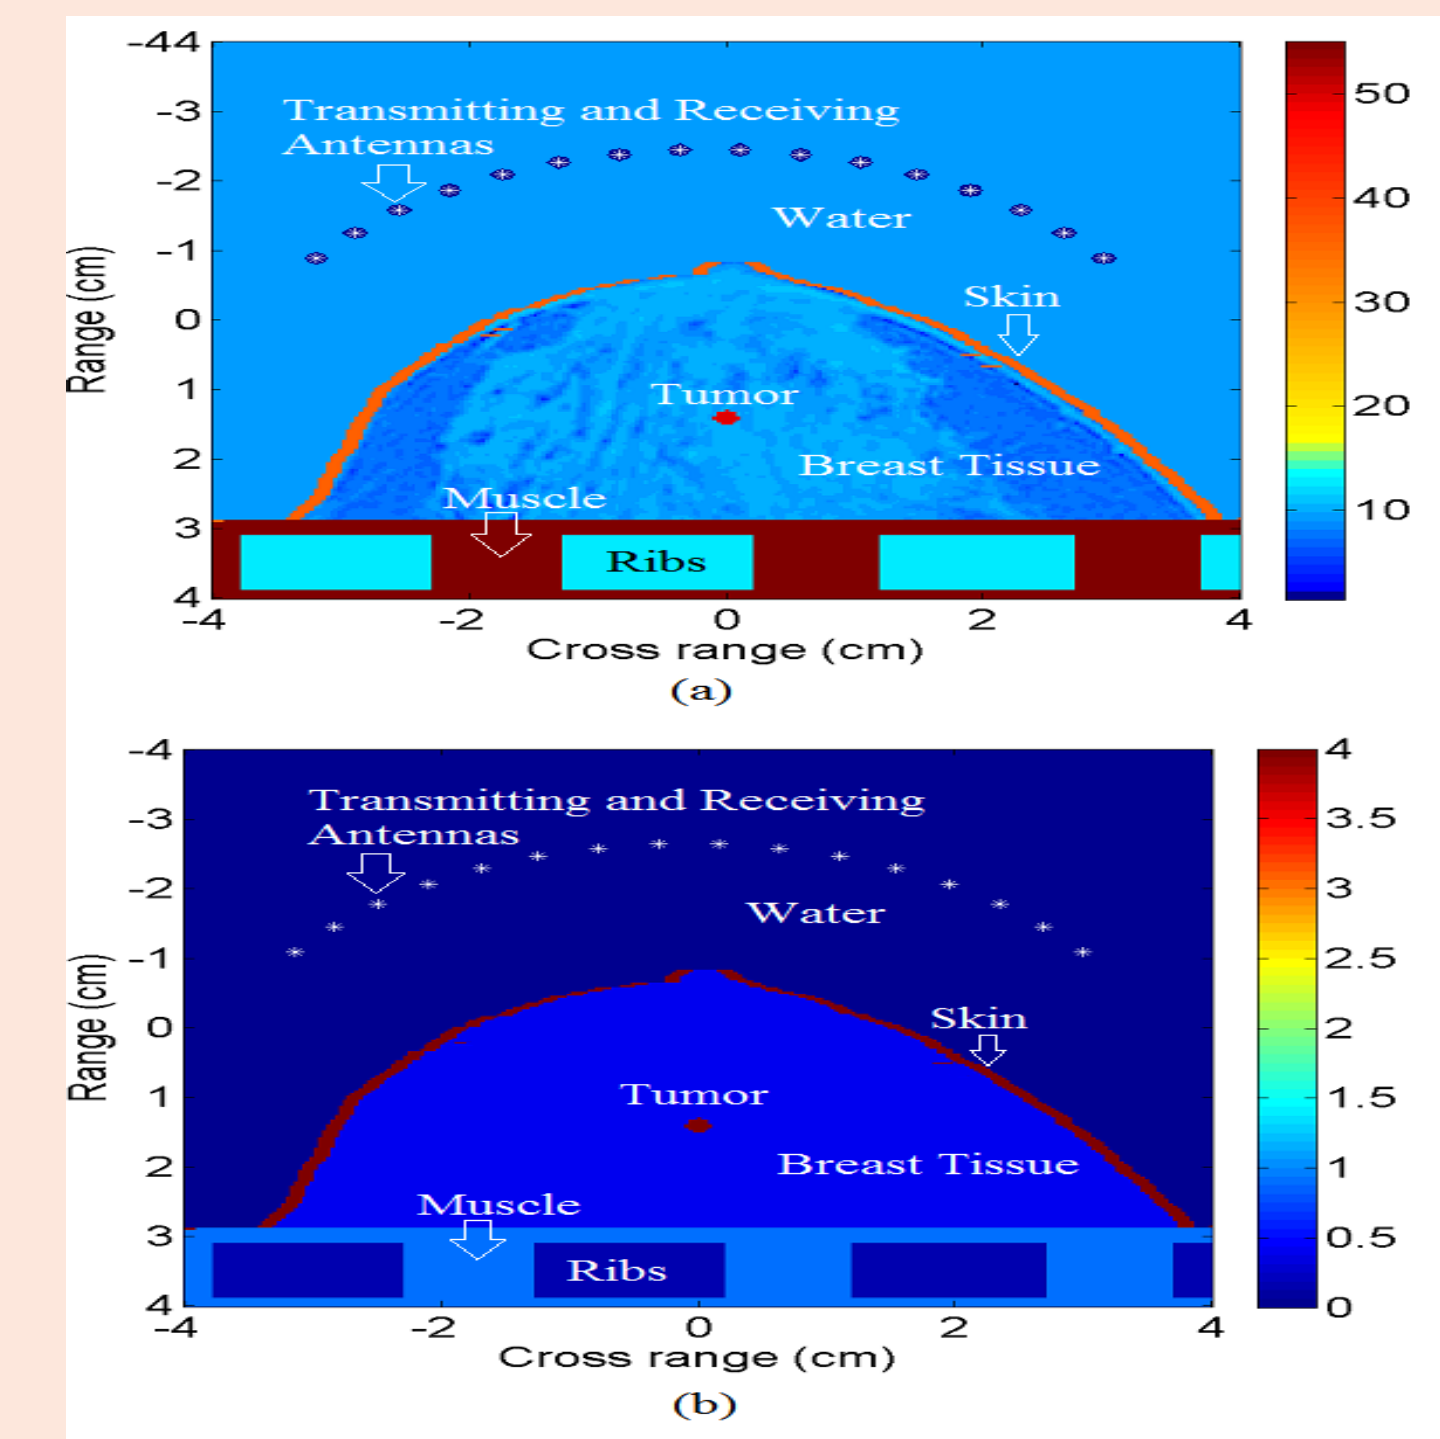 -44
-3
-2
-1
0
1
2
3
4
Range (cm)
Transmitting and Receiving
Antennas
Water
Skin
Tumor
Breast Tissue
Muscle
Ribs
-4
-2
0
2
4
Cross range (cm)
50
40
30
20
10
(a)
-4
-3
-2
-1
0
1
2
3
4
Range (cm)
Transmitting and Receiving
Antennas
Water
Skin
Tumor
Breast Tissue
Muscle
Ribs
-4
-2
0
2
4
Cross range (cm)
4
3.5
3
2.5
2
1.5
1
0.5
0
(b)